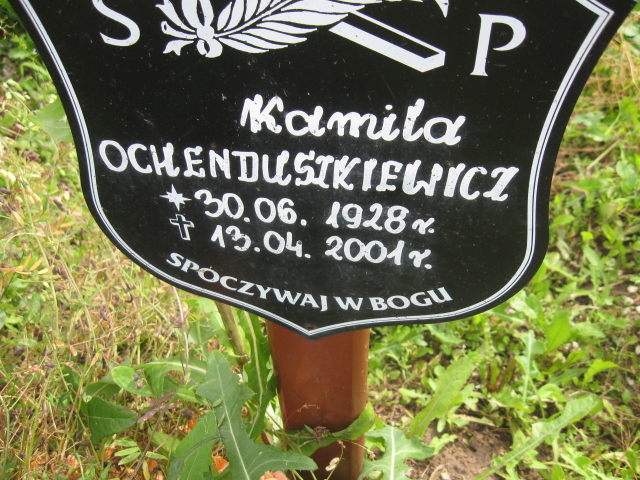 S P
Kamila
OCHENDUSZKIEWICZ
30.06. 1928 r.
13.04. 2001 r.
SPOCZYWAJ W BOGU